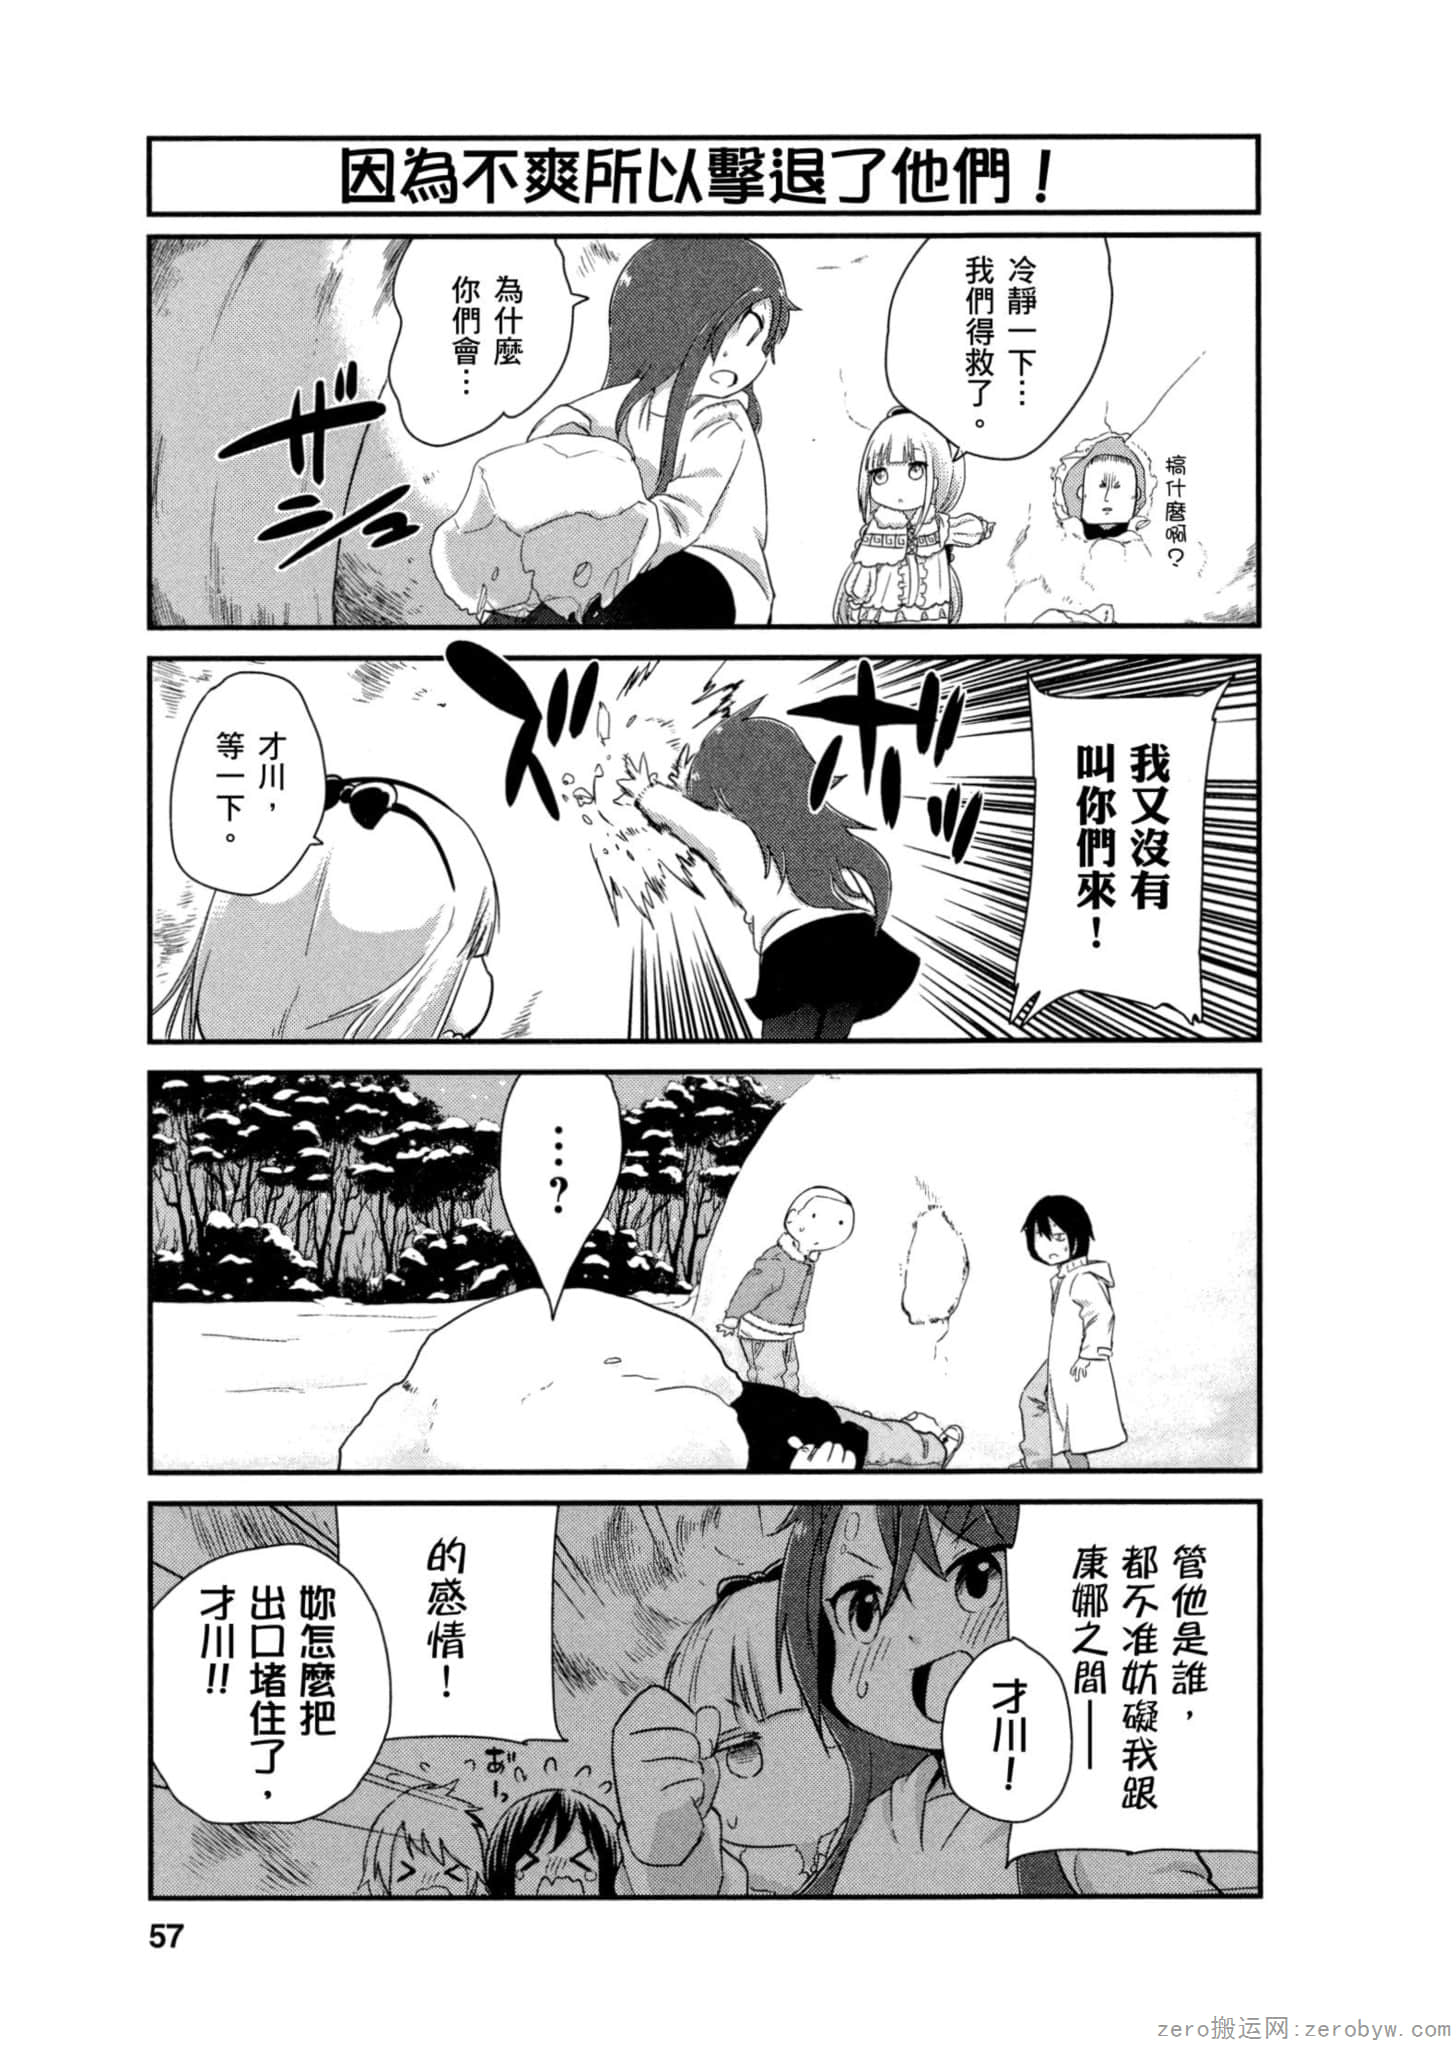 因為不爽所以擊退了他們！
冷靜一下…
我們得救了。
搞什麼啊？
為什麼
你們會…
ザシュ
我又沒有
叫你們來！
ボズ
才川，
等一下。
…？
管他是誰，
都不准妨礙我跟
康娜之間——
才川！
的感情！
妳怎麼把
出口堵住了，
才川!!
あ゛ーっ
57
zero搬运网:zerobyw.com